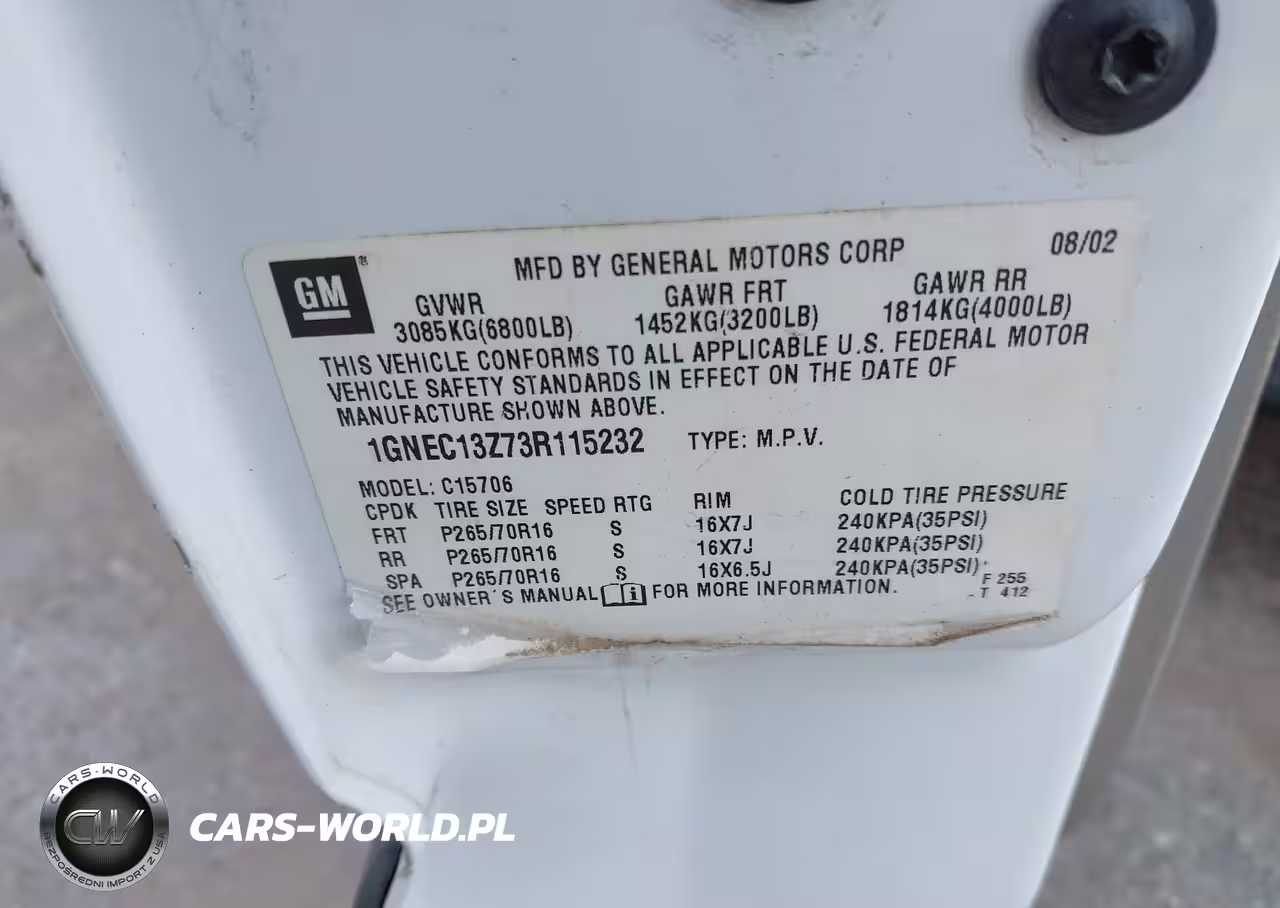 GM®
MFD BY GENERAL MOTORS CORP 08/02
GVWR GAWR FRT GAWR RR
3085KG(6800LB) 1452KG(3200LB) 1814KG(4000LB)
THIS VEHICLE CONFORMS TO ALL APPLICABLE U.S. FEDERAL MOTOR
VEHICLE SAFETY STANDARDS IN EFFECT ON THE DATE OF
MANUFACTURE SHOWN ABOVE.
1GNEC13Z73R115232 TYPE: M.P.V.
MODEL: C15706
CPDK TIRE SIZE SPEED RTG RIM COLD TIRE PRESSURE
FRT P265/70R16 S 16X7J 240KPA(35PSI)
RR P265/70R16 S 16X7J 240KPA(35PSI)
SPA P265/70R16 S 16X6.5J 240KPA(35PSI)
SEE OWNER'S MANUAL FOR MORE INFORMATION.
F 255
T 412
CARS-WORLD
CW
BEZPOŚREDNI IMPORT Z USA
CARS-WORLD.PL